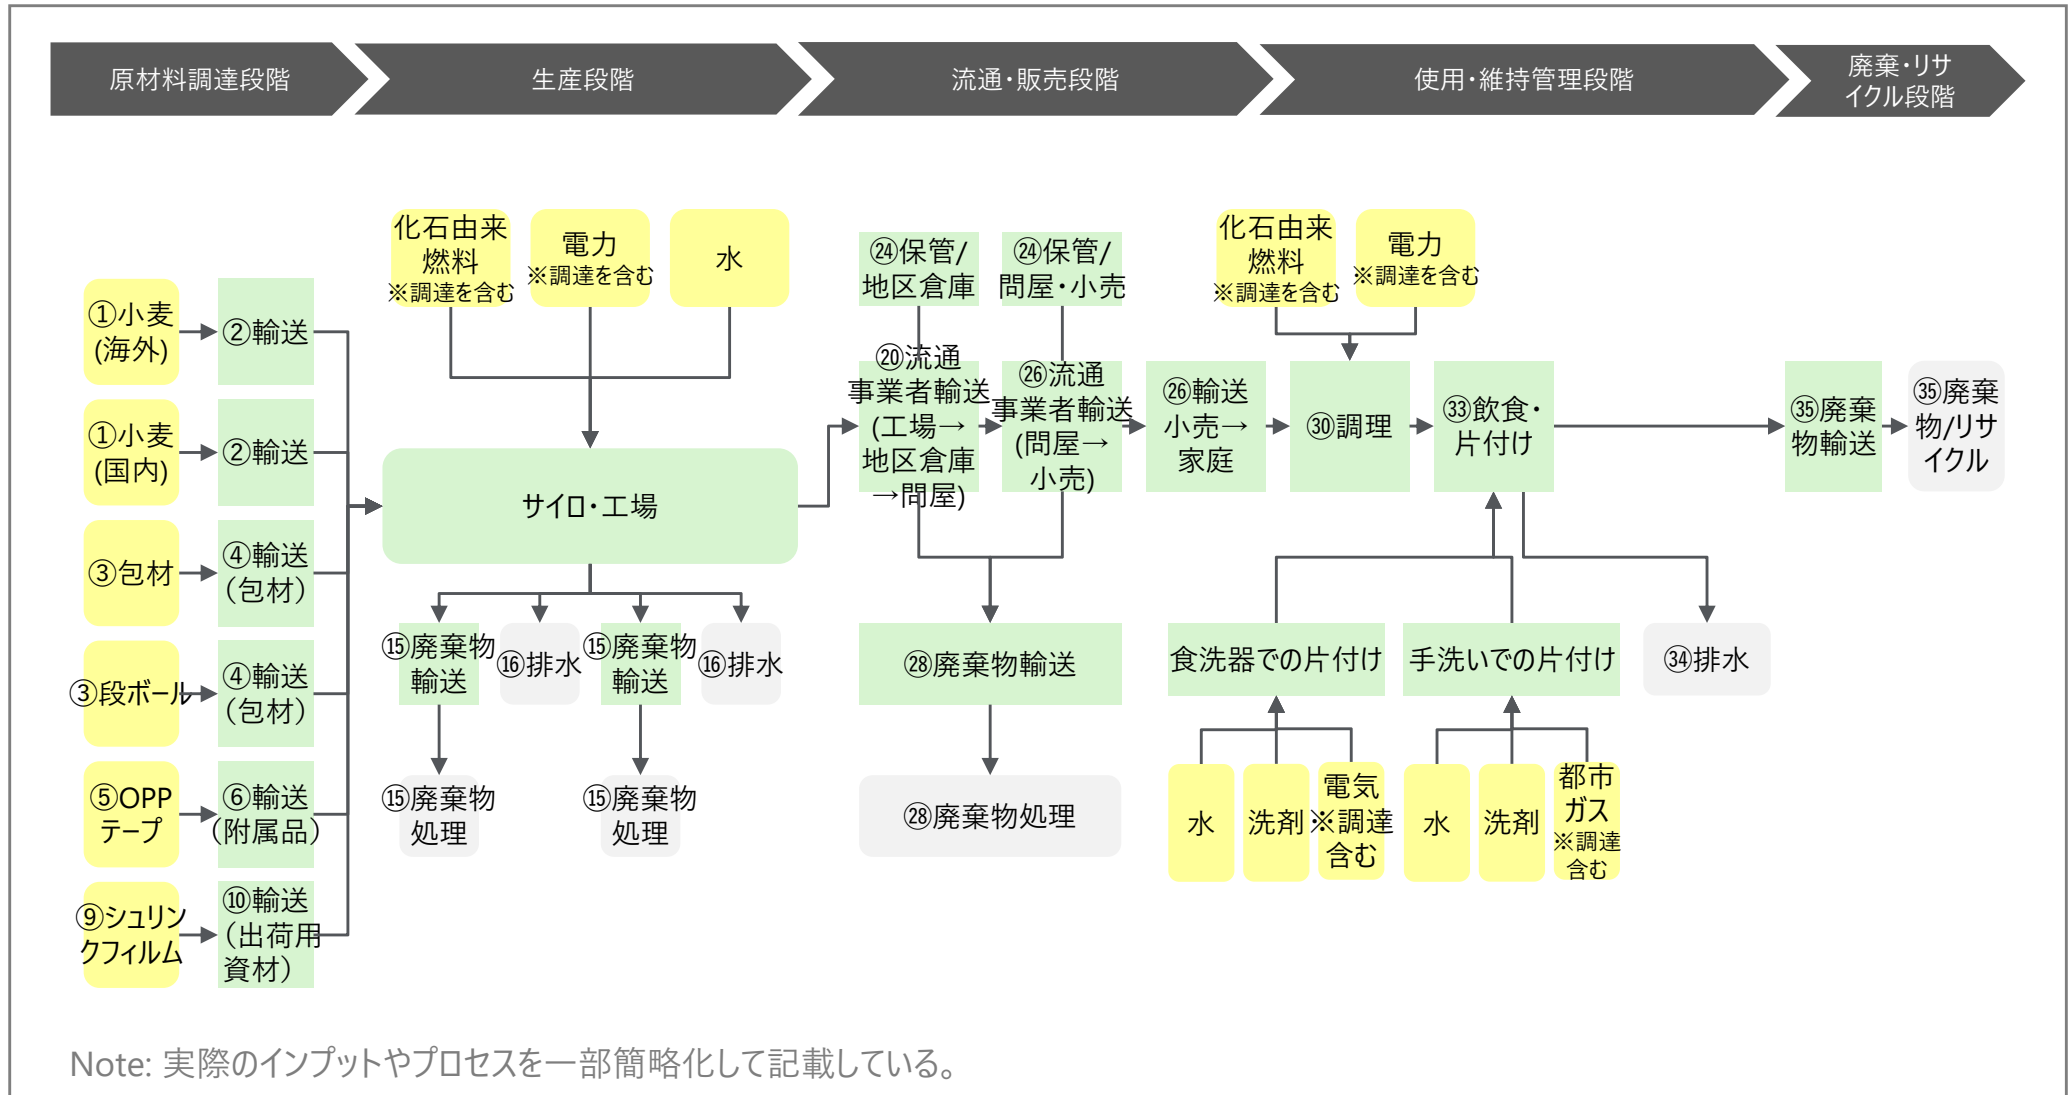 原材料調達段階
生産段階
流通・販売段階
使用・維持管理段階
廃棄・リサ
イクル段階
①小麦
(海外)
②輸送
①小麦
(国内)
②輸送
③包材
④輸送
（包材）
③段ボール
④輸送
（包材）
⑤OPP
テープ
⑥輸送
（附属品）
⑨シュリン
クフィルム
⑩輸送
（出荷用
資材）
化石由来
燃料
※調達を含む
電力
※調達を含む
水
サイロ・工場
⑮廃棄物
輸送
⑯排水
⑮廃棄物
輸送
⑯排水
⑮廃棄物
処理
⑮廃棄物
処理
㉔保管/
地区倉庫
㉔保管/
問屋・小売
⑳流通
事業者輸送
(工場→
地区倉庫
→問屋)
㉖流通
事業者輸送
(問屋→
小売)
㉘廃棄物輸送
㉘廃棄物処理
㉖輸送
小売→
家庭
化石由来
燃料
※調達を含む
電力
※調達を含む
㉚調理
㉝飲食・
片付け
食洗器での片付け
手洗いでの片付け
㉞排水
水
洗剤
電気
※調達
含む
水
洗剤
都市
ガス
※調達
含む
㉟廃棄
物輸送
㉟廃棄
物/リサ
イクル
Note: 実際のインプットやプロセスを一部簡略化して記載している。